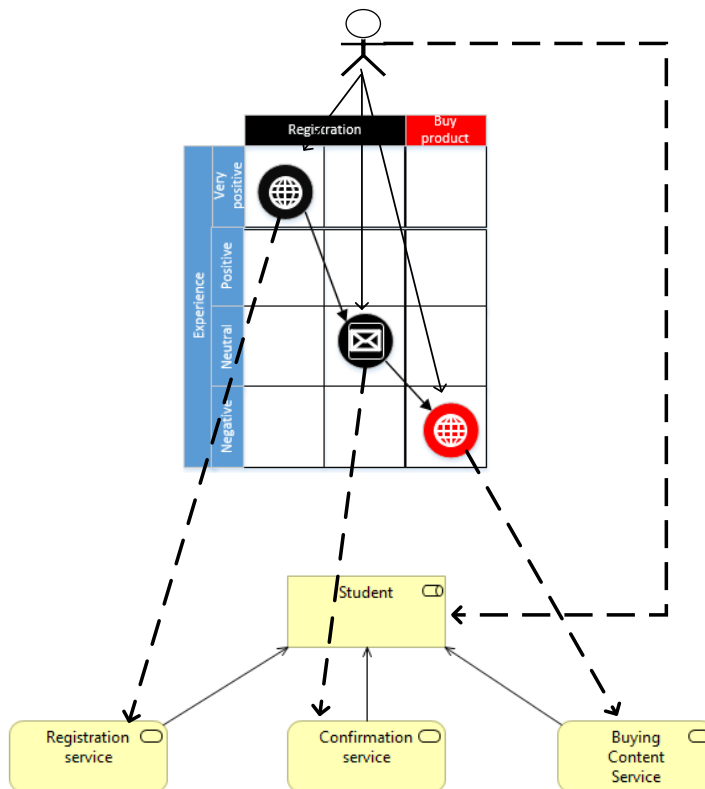 Registration
Buy
product
Experience
Very
positive
Positive
Neutral
Negative
Student
Registration
service
Confirmation
service
Buying
Content
Service